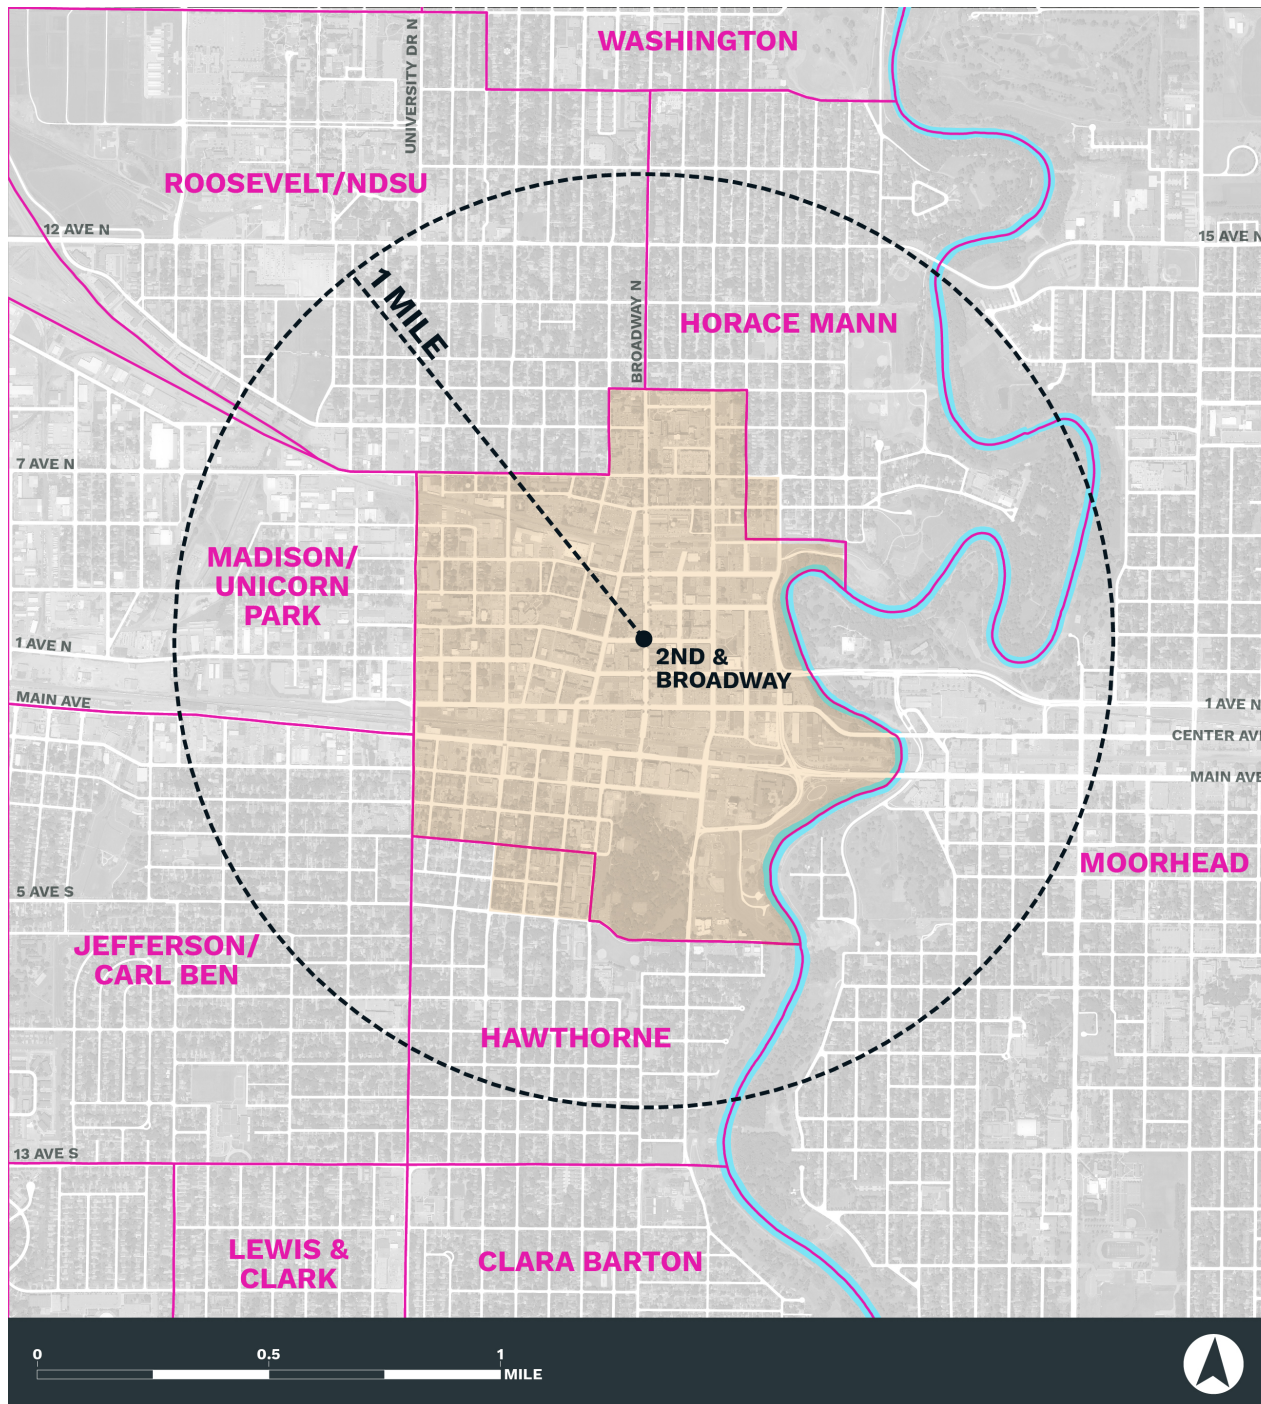 WASHINGTON
UNIVERSITY DR N
ROOSEVELT/NDSU
12 AVE N
15 AVE N
1 MILE
BROADWAY N
HORACE MANN
7 AVE N
MADISON/
UNICORN
PARK
1 AVE N
2ND &
BROADWAY
MAIN AVE
1 AVE N
CENTER AVE
MAIN AVE
MOORHEAD
5 AVE S
JEFFERSON/
CARL BEN
HAWTHORNE
13 AVE S
LEWIS &
CLARK
CLARA BARTON
0 0.5 1
MILE